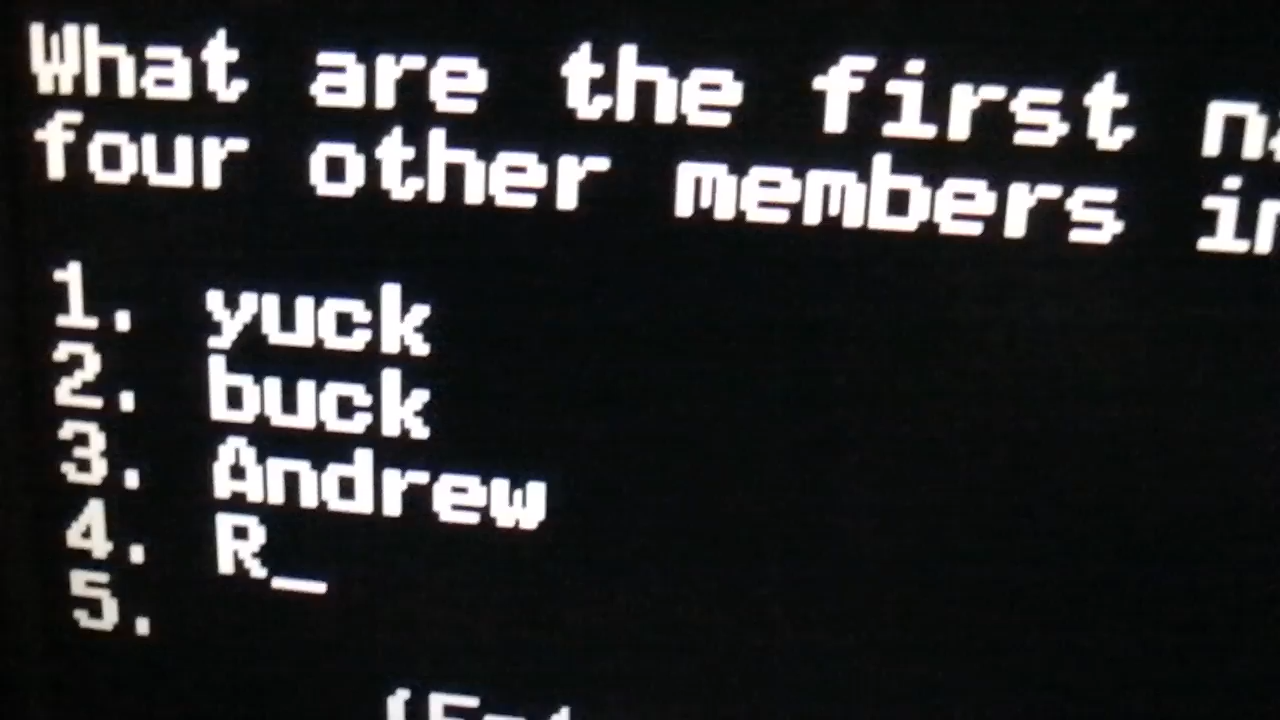 What are the first
four other members
1. yuck
2. buck
3. Andrew
4. R_
5.